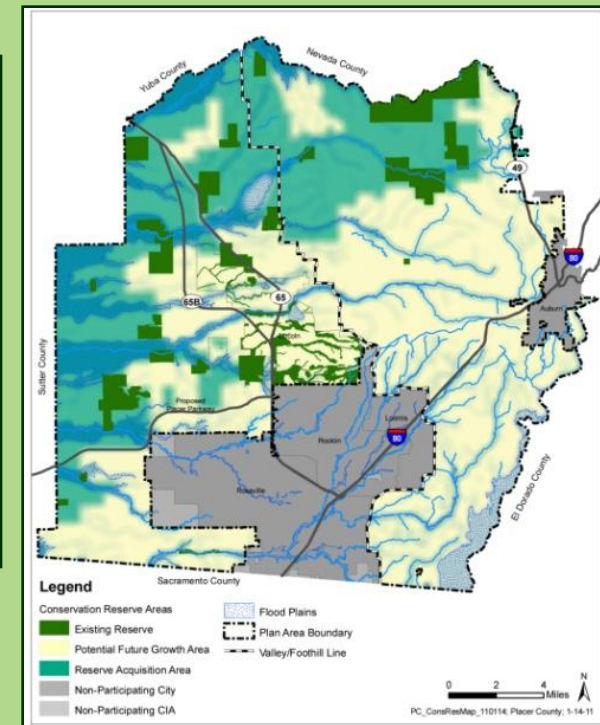 Yuba County
Nevada County
49
80
Auburn
65B
65
Lincoln
Sutter County
Proposed
Placer Parkway
Loomis
Rocklin
80
Roseville
El Dorado County
Sacramento County
Legend
Conservation Reserve Areas
Existing Reserve
Potential Future Growth Area
Reserve Acquisition Area
Non-Participating City
Non-Participating CIA
Flood Plains
Plan Area Boundary
Valley/Foothill Line
N
0 2 4
Miles
PC_ConsResMap_110114; Placer County; 1-14-11